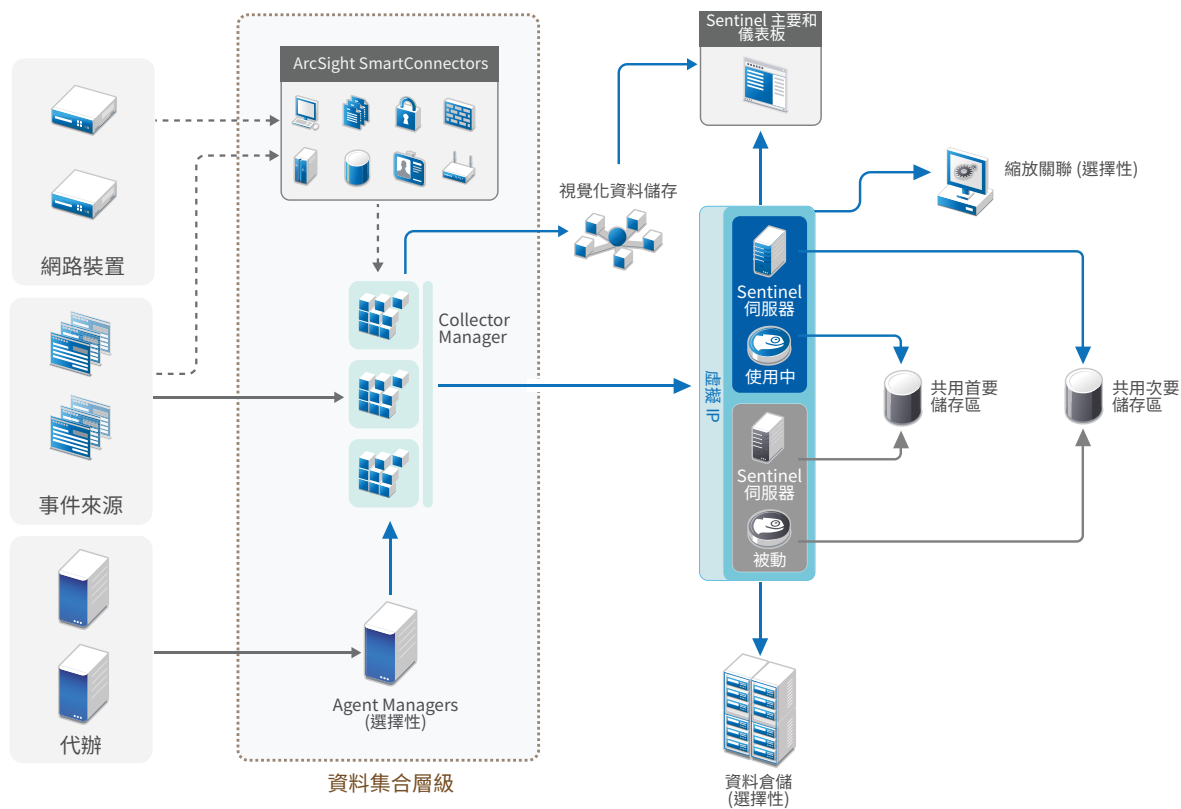 Sentinel 主要和
儀表板
ArcSight SmartConnectors
縮放關聯 (選擇性)
視覺化資料儲存
網路裝置
Collector
Manager
Sentinel
伺服器
使用中
虛擬 IP
共用首要
儲存區
共用次要
儲存區
Sentinel
伺服器
被動
事件來源
Agent Managers
(選擇性)
代辦
資料集合層級
資料倉儲
(選擇性)